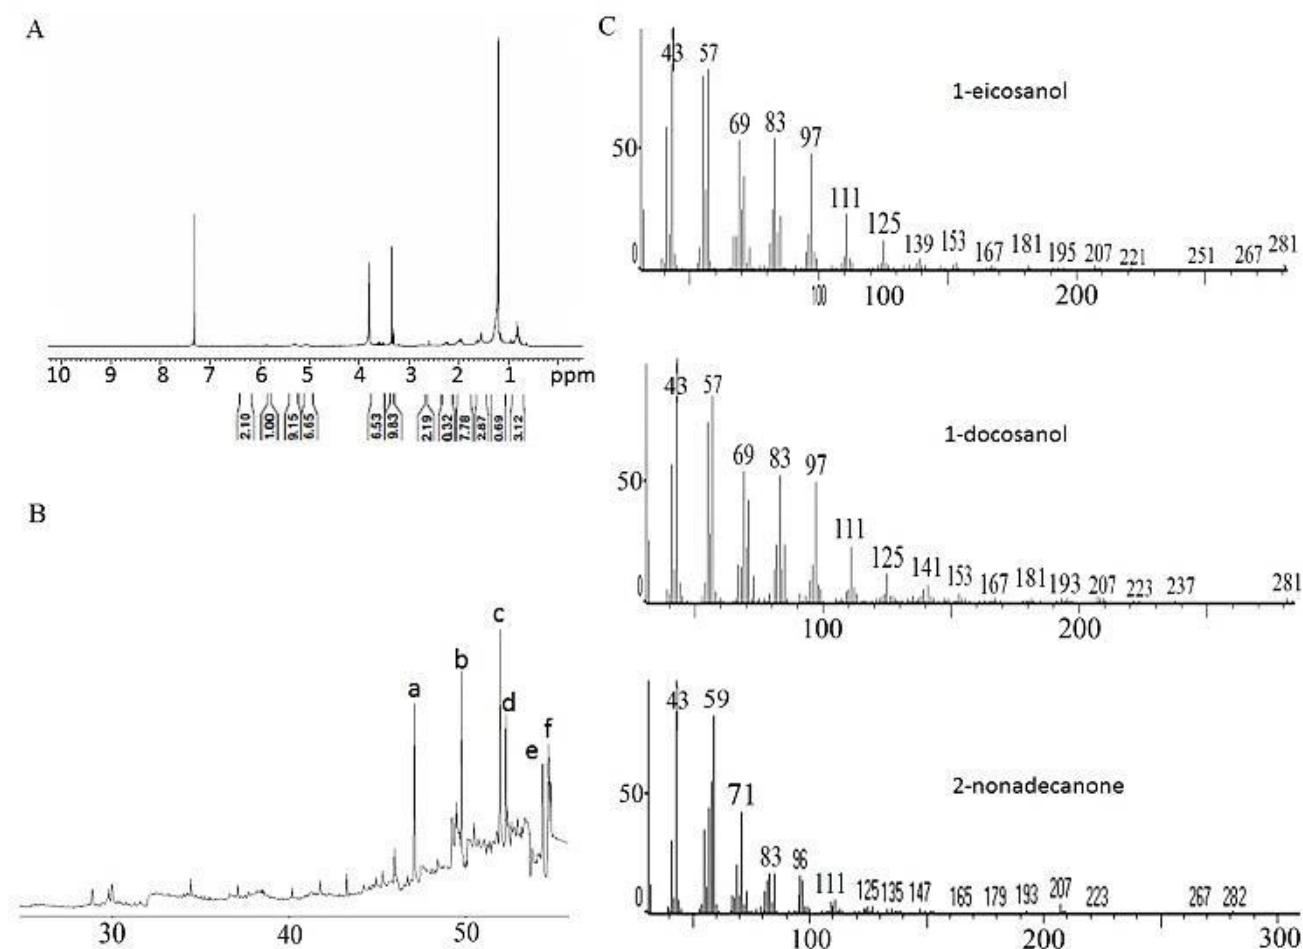 A
10 9 8 7 6 5 4 3 2 1 ppm
2.10 1.00 9.15 6.65 6.53 9.83 2.19 0.32 7.78 2.87 0.69 3.12
B
a b c d e f
30 40 50
C
43 57 69 83 97 111 125 139 153 167 181 195 207 221 251 267 281
1-eicosanol
50
0
100 100 200
43 57 69 83 97 111 125 141 153 167 181 193 207 223 237 281
1-docosanol
50
0
100 200
43 59 71 83 96 111 125 135 147 165 179 193 207 223 267 282
2-nonadecanone
50
0
100 200 300